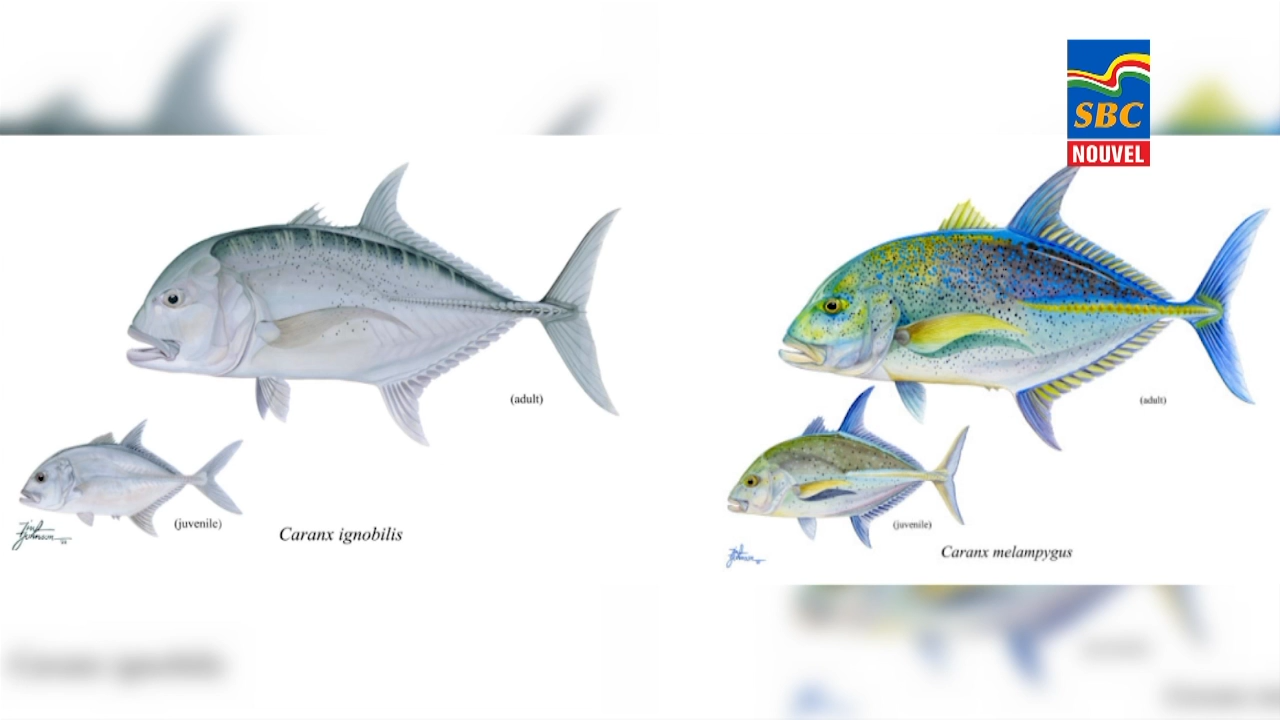 SBC
NOUVEL
(adult)
(adult)
(juvenile)
(juvenile)
Caranx ignobilis
Caranx melampygus